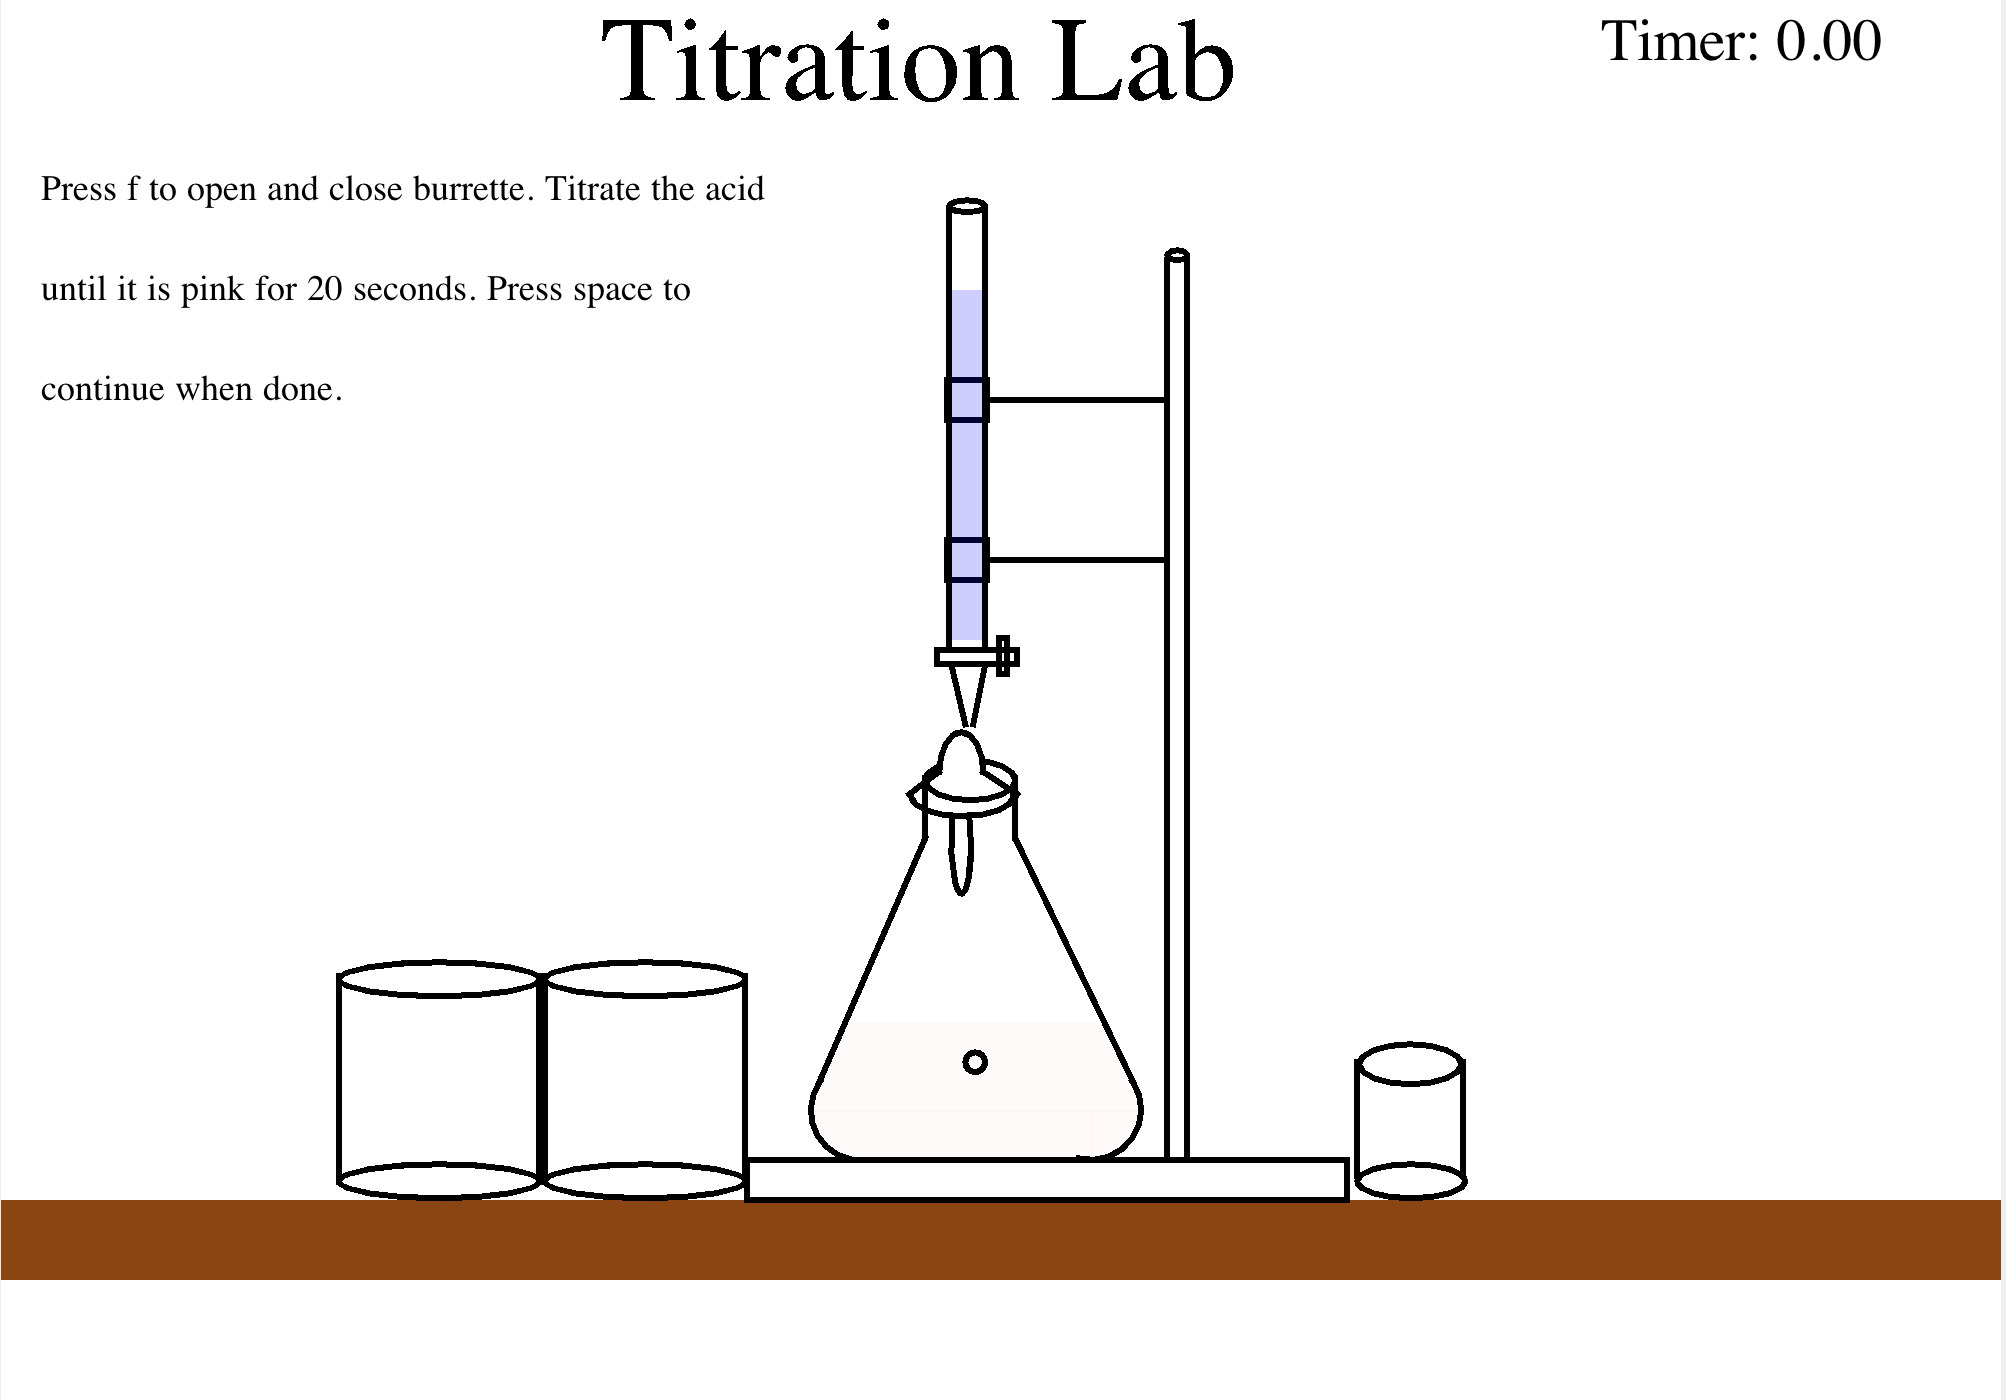 Titration Lab
Timer: 0.00
Press f to open and close burrette. Titrate the acid
until it is pink for 20 seconds. Press space to
continue when done.